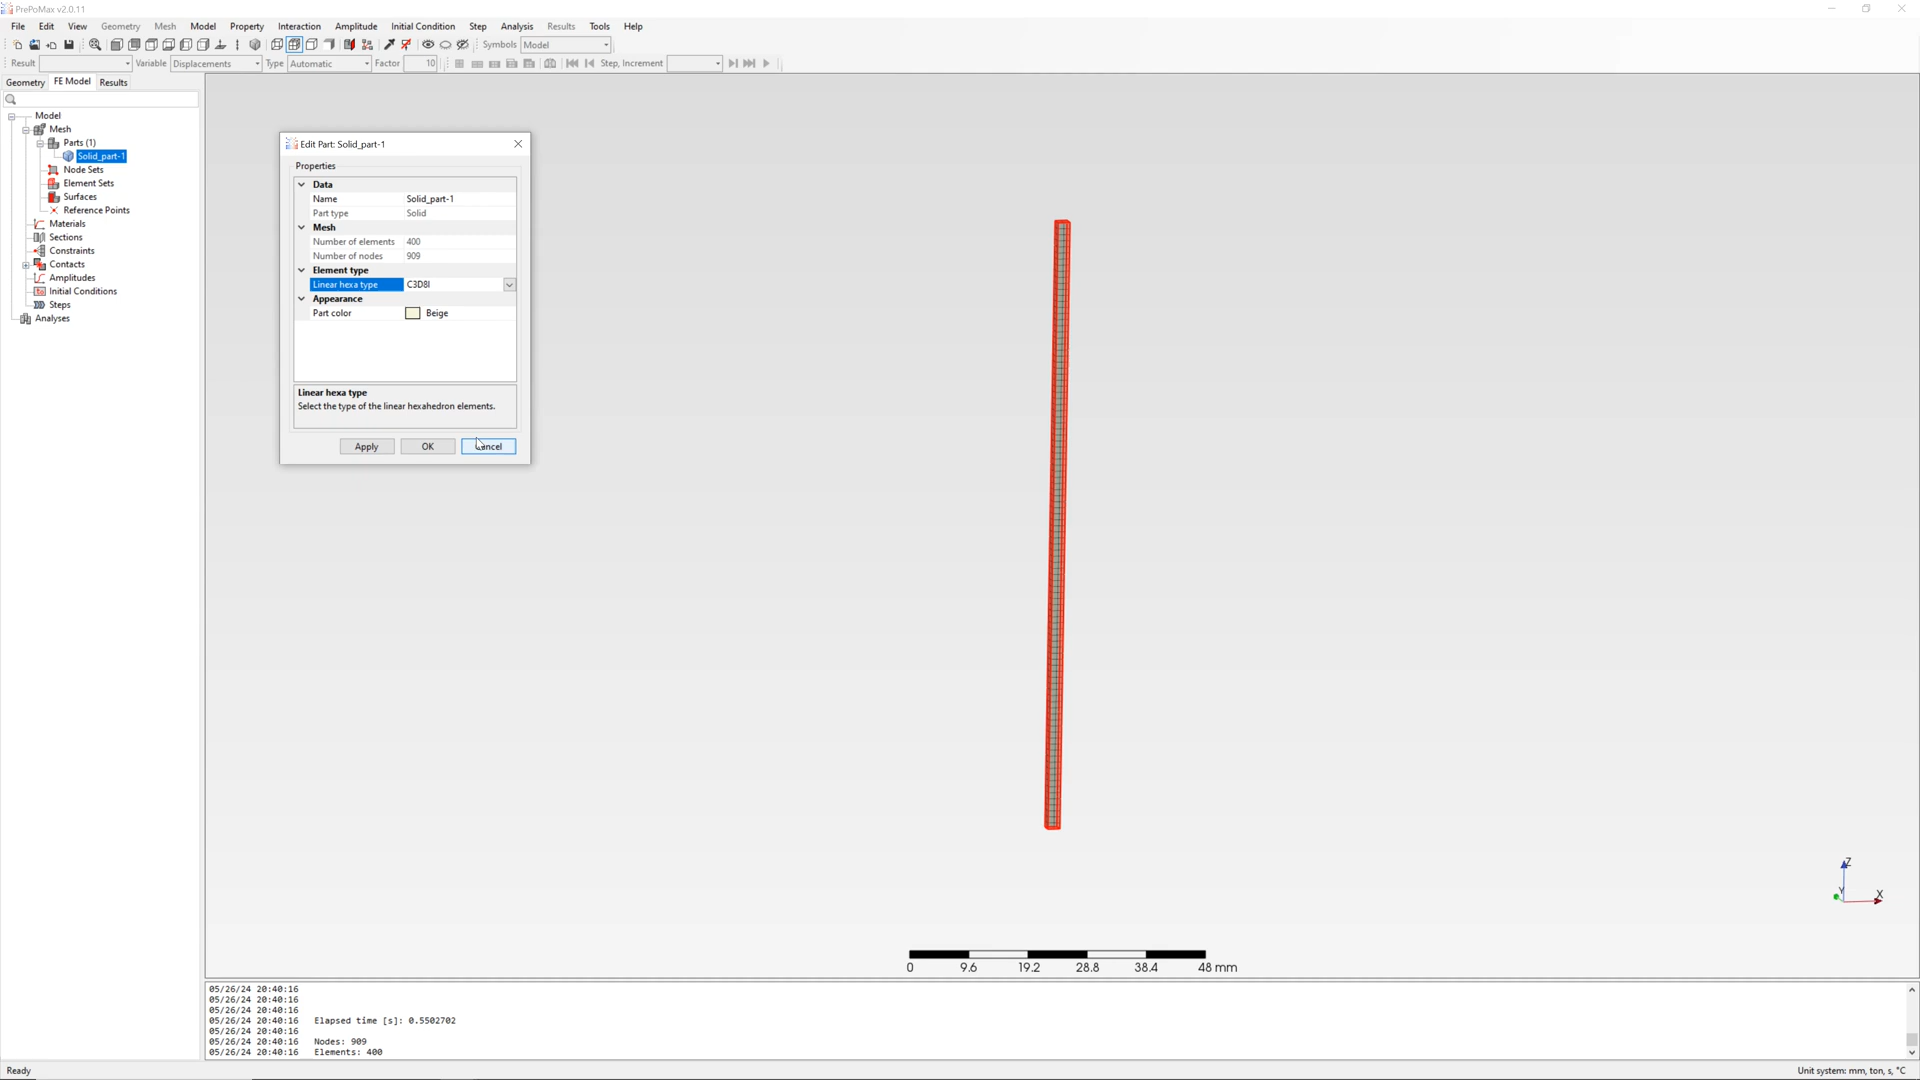 PrePoMax v2.0.11
File Edit View Geometry Mesh Model Property Interaction Amplitude Initial Condition Step Analysis Results Tools Help
Symbols Model
Result Variable Displacements Type Automatic Factor 10 Step, Increment
Geometry FE Model Results
Model
Mesh
Parts (1)
Solid_part-1
Node Sets
Element Sets
Surfaces
Reference Points
Materials
Sections
Constraints
Contacts
Amplitudes
Initial Conditions
Steps
Analyses
Edit Part: Solid_part-1
Properties
Data
Name Solid_part-1
Part type Solid
Mesh
Number of elements 400
Number of nodes 909
Element type
Linear hexa type C3D8I
Appearance
Part color Beige
Linear hexa type
Select the type of the linear hexahedron elements.
Apply OK
Z
Y X
0 9.6 19.2 28.8 38.4 48 mm
05/26/24 20:40:16
05/26/24 20:40:16
05/26/24 20:40:16
05/26/24 20:40:16 Elapsed time [s]: 0.5502702
05/26/24 20:40:16
05/26/24 20:40:16 Nodes: 909
05/26/24 20:40:16 Elements: 400
Ready Unit system: mm, ton, s, °C